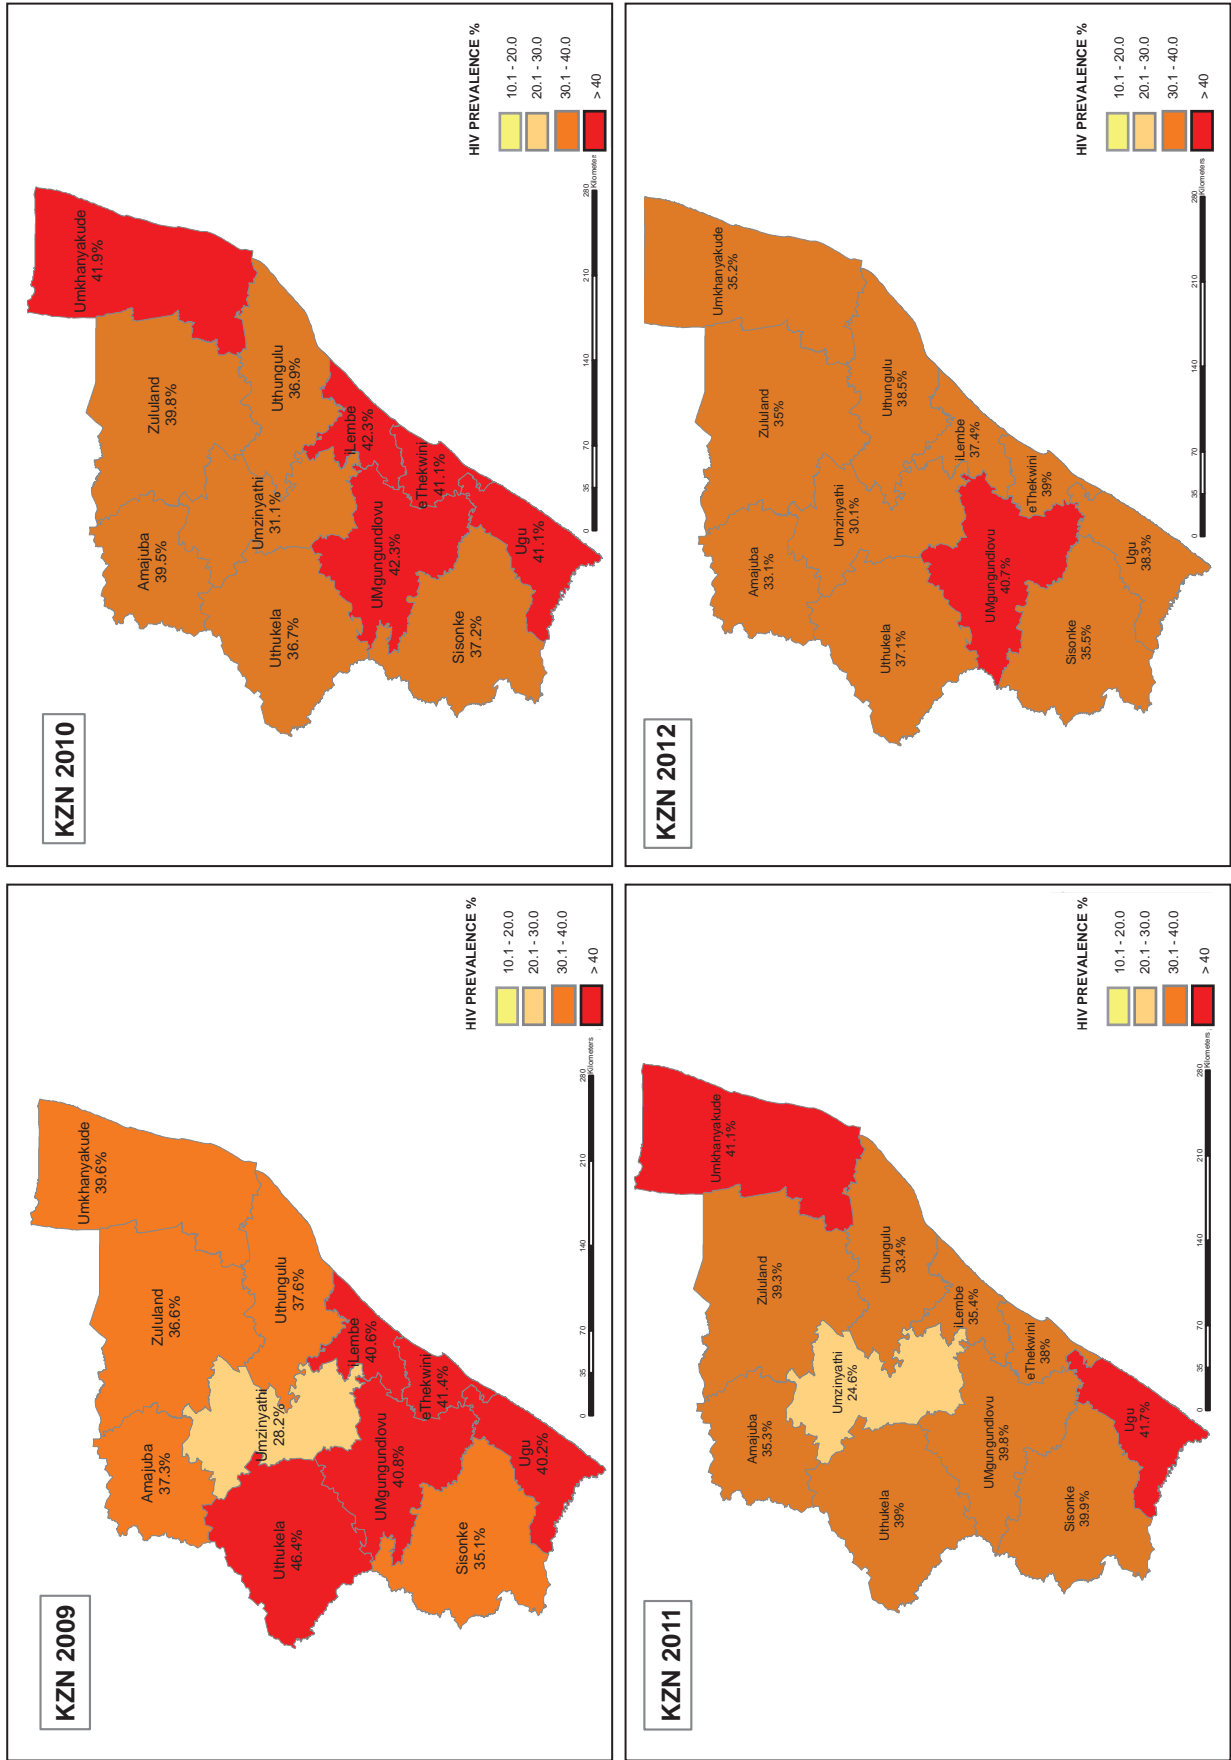 KZN 2009
Umkhanyakude
39.6%
Zululand
36.6%
Amajuba
37.3%
Uthungulu
37.6%
Umzinyathi
28.2%
Uthukela
46.4%
iLembe
40.6%
UMgungundlovu
40.8%
eThekwini
41.4%
Sisonke
35.1%
Ugu
40.2%
HIV PREVALENCE %
10.1 - 20.0
20.1 - 30.0
30.1 - 40.0
> 40
0 35 70 140 210 280
Kilometers
KZN 2010
Umkhanyakude
41.9%
Zululand
39.8%
Amajuba
39.5%
Uthungulu
36.9%
Umzinyathi
31.1%
Uthukela
36.7%
iLembe
42.3%
UMgungundlovu
42.3%
eThekwini
41.1%
Sisonke
37.2%
Ugu
41.1%
HIV PREVALENCE %
10.1 - 20.0
20.1 - 30.0
30.1 - 40.0
> 40
0 35 70 140 210 280
Kilometers
KZN 2011
Umkhanyakude
41.1%
Zululand
39.3%
Amajuba
35.3%
Uthungulu
33.4%
Umzinyathi
24.6%
Uthukela
39%
iLembe
35.4%
UMgungundlovu
39.8%
eThekwini
38%
Sisonke
39.9%
Ugu
41.7%
HIV PREVALENCE %
10.1 - 20.0
20.1 - 30.0
30.1 - 40.0
> 40
0 35 70 140 210 280
Kilometers
KZN 2012
Umkhanyakude
35.2%
Zululand
35%
Amajuba
33.1%
Uthungulu
38.5%
Umzinyathi
30.1%
Uthukela
37.1%
iLembe
37.4%
UMgungundlovu
40.7%
eThekwini
39%
Sisonke
35.5%
Ugu
38.3%
HIV PREVALENCE %
10.1 - 20.0
20.1 - 30.0
30.1 - 40.0
> 40
0 35 70 140 210 280
Kilometers